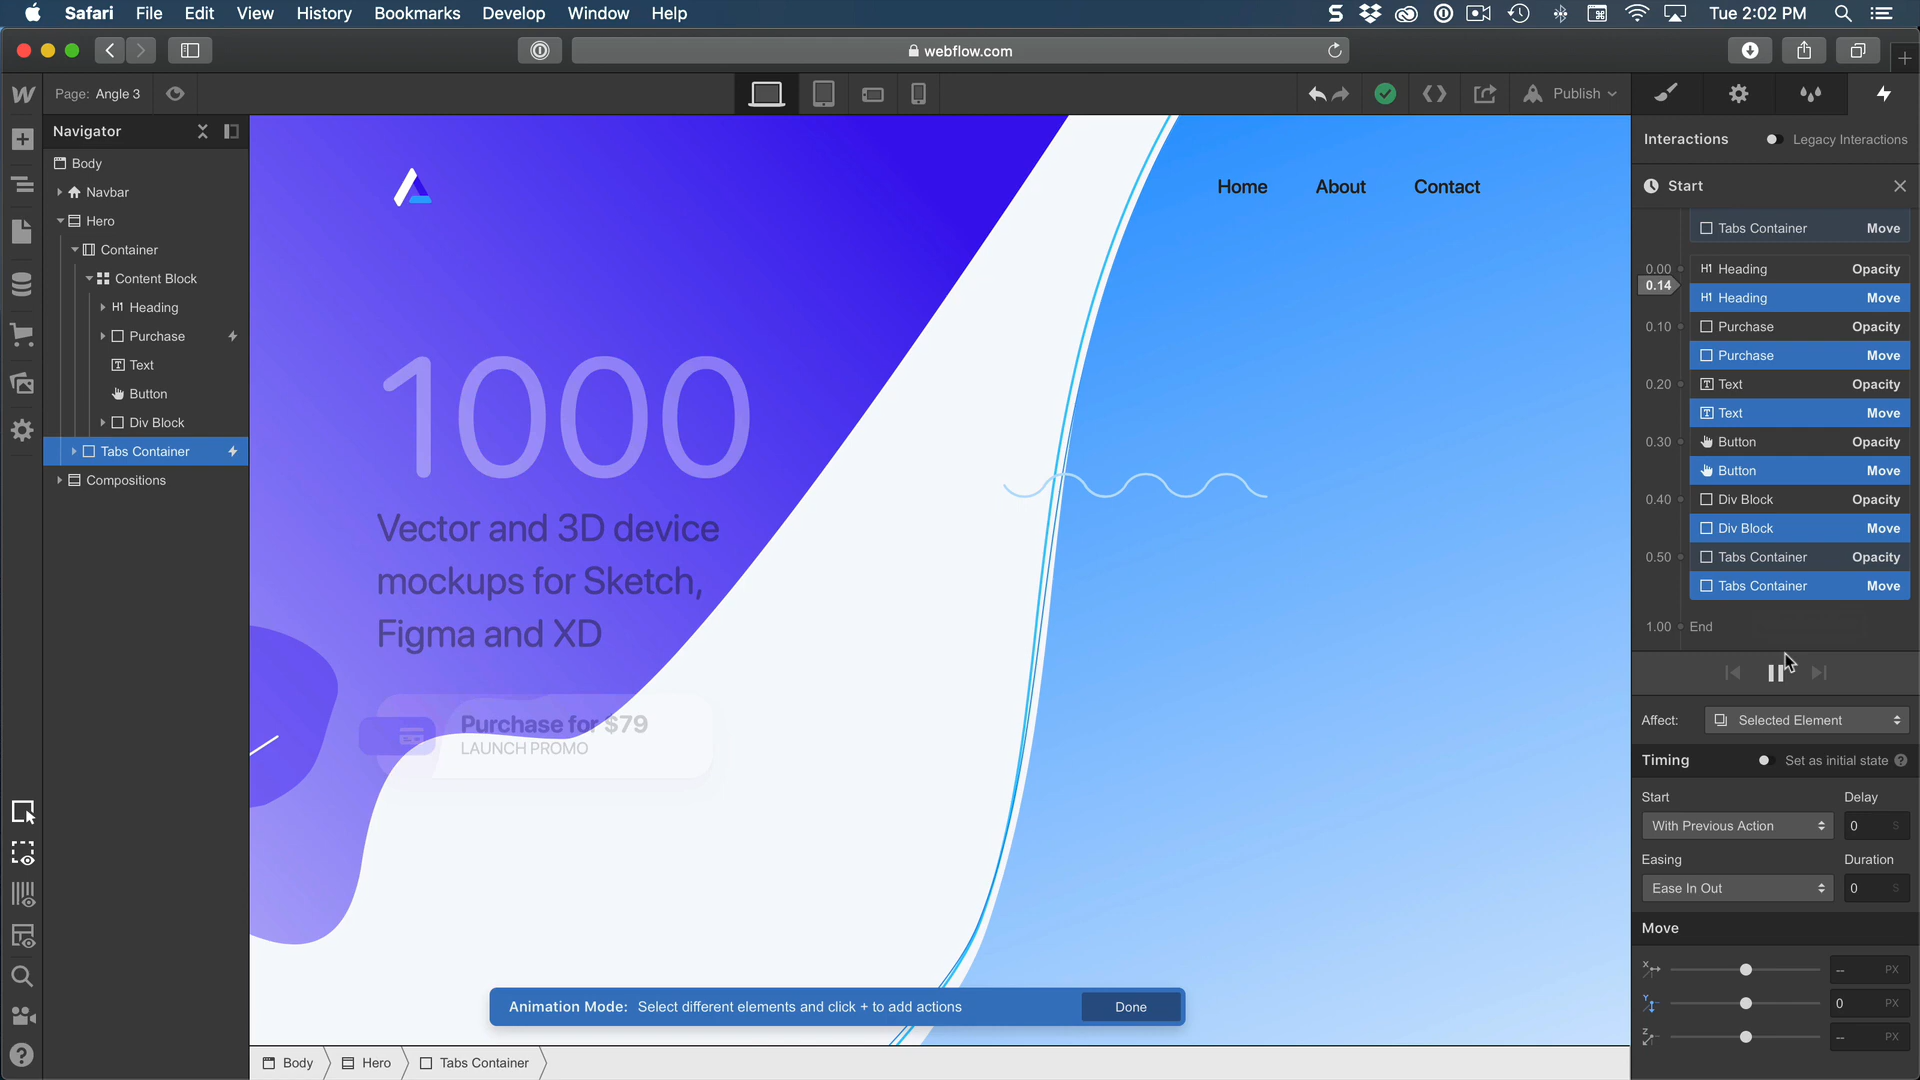 Safari File Edit View History Bookmarks Develop Window Help
Tue 2:02 PM
webflow.com
Page: Angle 3
Publish
Navigator
Body
Navbar
Hero
Container
Content Block
H1 Heading
Purchase
Text
Button
Div Block
Tabs Container
Compositions
Home About Contact
1000
Vector and 3D device
mockups for Sketch,
Figma and XD
Purchase for $79
LAUNCH PROMO
Animation Mode: Select different elements and click + to add actions
Done
Body Hero Tabs Container
Interactions Legacy Interactions
Start
Tabs Container Move
0.00 H1 Heading Opacity
0.14
H1 Heading Move
0.10 Purchase Opacity
Purchase Move
0.20 Text Opacity
Text Move
0.30 Button Opacity
Button Move
0.40 Div Block Opacity
Div Block Move
0.50 Tabs Container Opacity
Tabs Container Move
1.00 End
Affect: Selected Element
Timing Set as initial state ?
Start Delay
With Previous Action 0 S
Easing Duration
Ease In Out 0 S
Move
X -- PX
Y 0 PX
Z -- PX